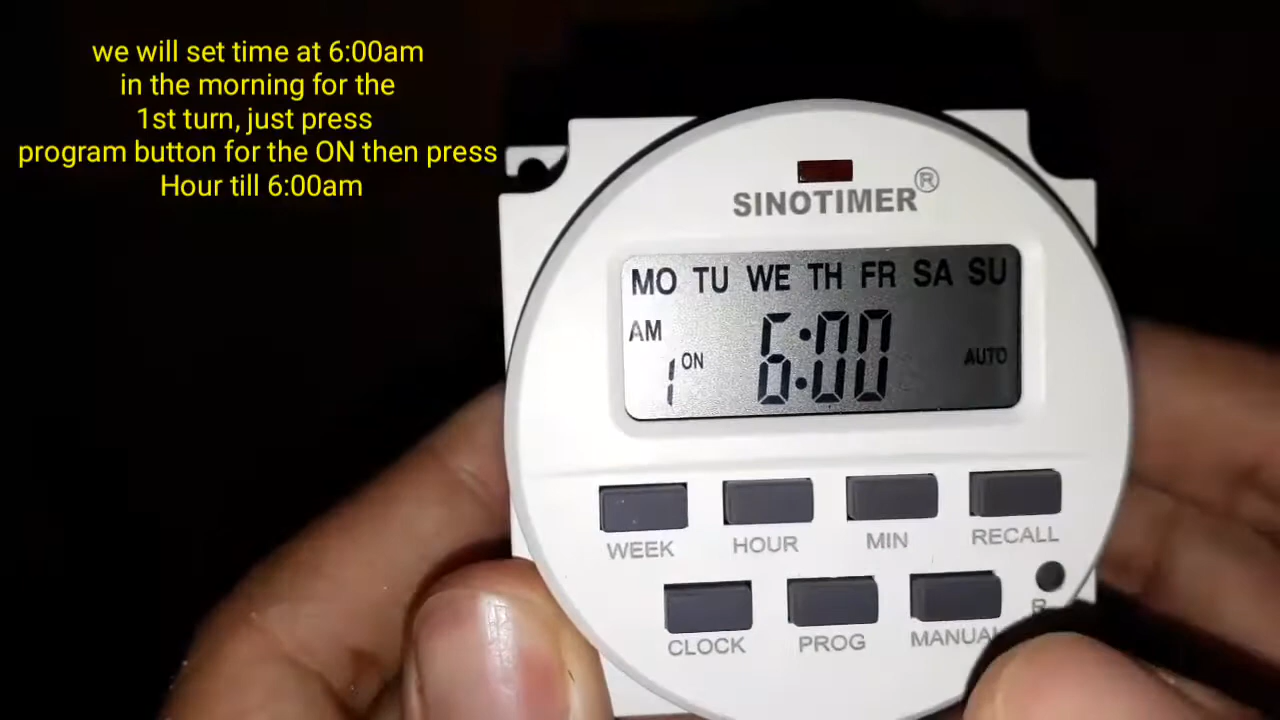 we will set time at 6:00am
in the morning for the
1st turn, just press
program button for the ON then press
Hour till 6:00am
SINOTIMER®
MO TU WE TH FR SA SU
AM
1 ON 6:00 AUTO
WEEK HOUR MIN RECALL
R
CLOCK PROG MANUAL